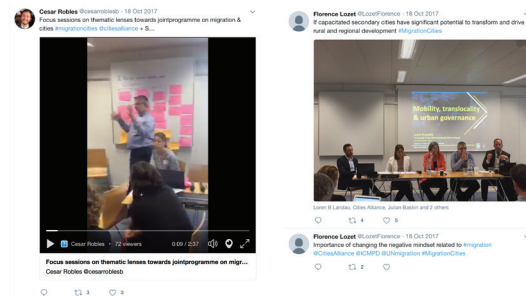 Cesar Robles @cesarroblesb · 18 Oct 2017
Focus sessions on thematic lenses towards jointprogramme on migration &
cities #migrationcities @citiesalliance + S...
Cesar Robles · 72 viewers 0:09 / 2:37
Focus sessions on thematic lenses towards jointprogramme on migr...
Cesar Robles @cesarroblesb
3 3
Florence Lozet @LozetFlorence · 18 Oct 2017
If capacitated secondary cities have significant potential to transform and drive
rural and regional development #MigrationCities
Mobility, translocality
& urban governance
Loren B Landau, Cities Alliance, Julian Baskin and 2 others
4 5
Florence Lozet @LozetFlorence · 18 Oct 2017
Importance of changing the negative mindset related to #migration
@CitiesAlliance @ICMPD @UNmigration #MigrationCities
2